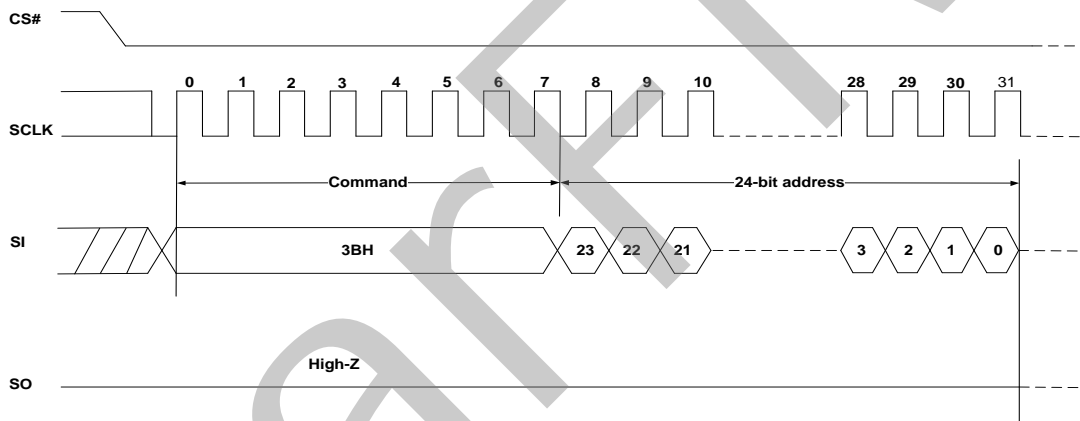 CS#
0 1 2 3 4 5 6 7 8 9 10 28 29 30 31
SCLK
Command 24-bit address
SI 3BH 23 22 21 3 2 1 0
High-Z
SO